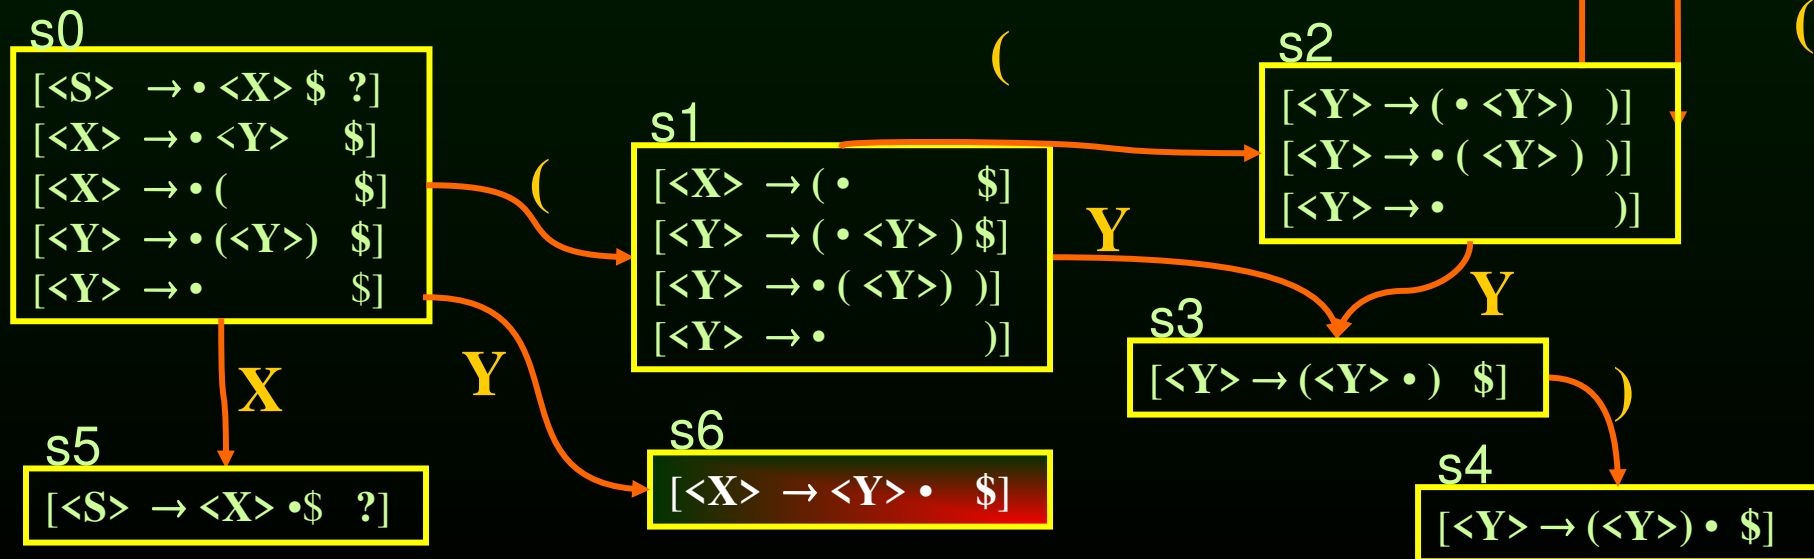 s0
[<S> → • <X> $ ?]
[<X> → • <Y> $]
[<X> → • ( $]
[<Y> → • (<Y>) $]
[<Y> → • $]
(
s1
[<X> → ( • $]
[<Y> → ( • <Y> ) $]
[<Y> → • ( <Y>) )]
[<Y> → • )]
(
s2
[<Y> → ( • <Y>) )]
[<Y> → • ( <Y> ) )]
[<Y> → • )]
(
Y
Y
s3
[<Y> → (<Y> • ) $]
)
s4
[<Y> → (<Y>) • $]
X
Y
s5
[<S> → <X> •$ ?]
s6
[<X> → <Y> • $]